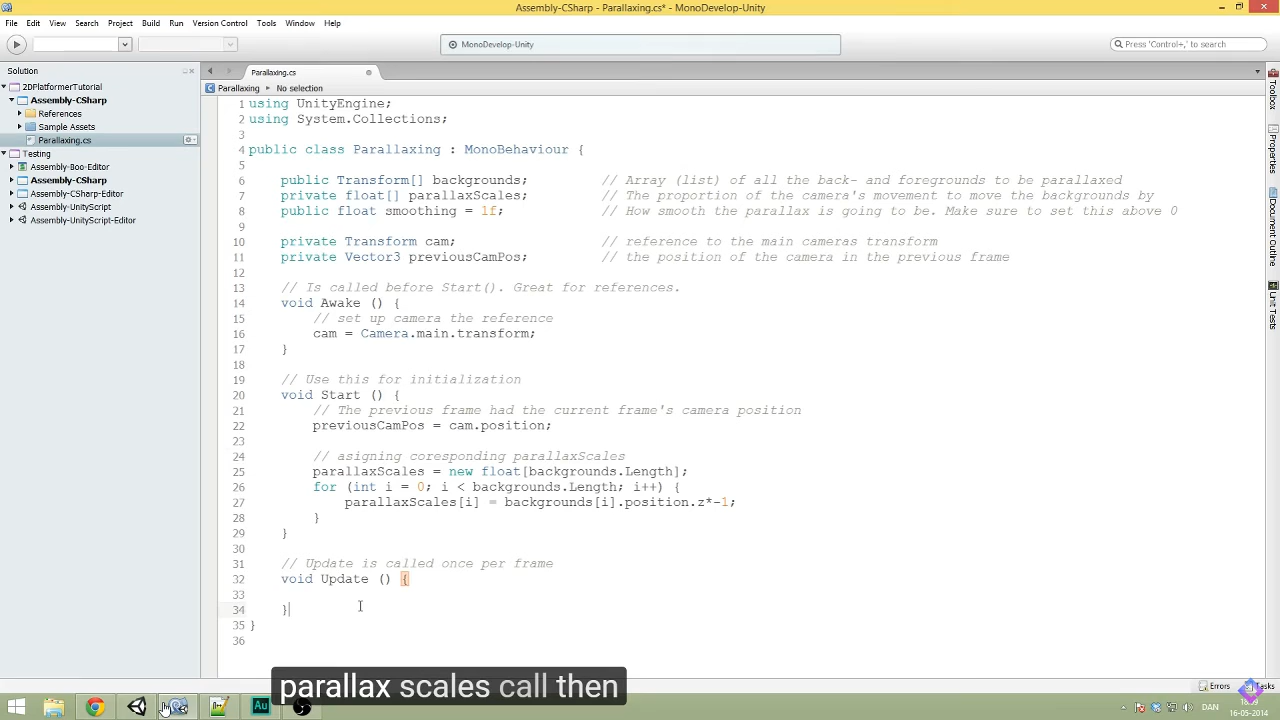 Assembly-CSharp - Parallaxing.cs* - MonoDevelop-Unity
File Edit View Search Project Build Run Version Control Tools Window Help
MonoDevelop-Unity
Press 'Control+,' to search
Solution
2DPlatformerTutorial
Assembly-CSharp
References
Sample Assets
Parallaxing.cs
Testing
Assembly-Boo-Editor
Assembly-CSharp
Assembly-CSharp-Editor
Assembly-UnityScript
Assembly-UnityScript-Editor
Parallaxing.cs
Parallaxing No selection
1 using UnityEngine;
2 using System.Collections;
3
4 public class Parallaxing : MonoBehaviour {
5
6 public Transform[] backgrounds; // Array (list) of all the back- and foregrounds to be parallaxed
7 private float[] parallaxScales; // The proportion of the camera's movement to move the backgrounds by
8 public float smoothing = 1f; // How smooth the parallax is going to be. Make sure to set this above 0
9
10 private Transform cam; // reference to the main cameras transform
11 private Vector3 previousCamPos; // the position of the camera in the previous frame
12
13 // Is called before Start(). Great for references.
14 void Awake () {
15 // set up camera the reference
16 cam = Camera.main.transform;
17 }
18
19 // Use this for initialization
20 void Start () {
21 // The previous frame had the current frame's camera position
22 previousCamPos = cam.position;
23
24 // asigning coresponding parallaxScales
25 parallaxScales = new float[backgrounds.Length];
26 for (int i = 0; i < backgrounds.Length; i++) {
27 parallaxScales[i] = backgrounds[i].position.z*-1;
28 }
29 }
30
31 // Update is called once per frame
32 void Update () {
33
34 }
35 }
36
Toolbox
Properties
Document Outline
Unit Tests
parallax scales call then
Errors Tasks
Au
DAN
16-05-2014